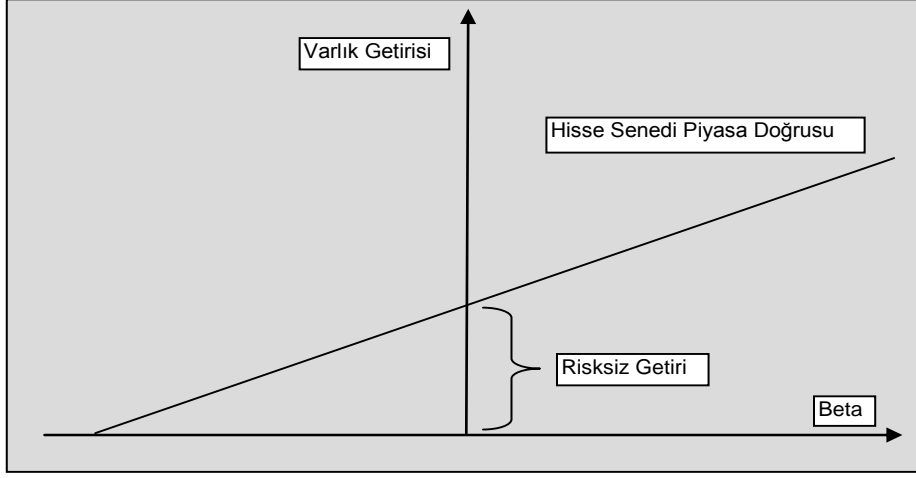 Varlık Getirisi
Hisse Senedi Piyasa Doğrusu
Risksiz Getiri
Beta